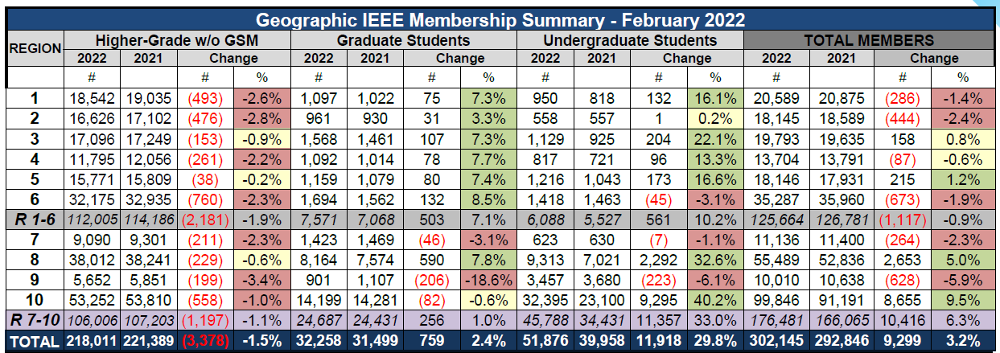 Geographic IEEE Membership Summary - February 2022
REGION Higher-Grade w/o GSM Graduate Students Undergraduate Students TOTAL MEMBERS
2022 2021 Change 2022 2021 Change 2022 2021 Change 2022 2021 Change
# # % # # % # # % # # %
1 18,542 19,035 (493) -2.6% 1,097 1,022 75 7.3% 950 818 132 16.1% 20,589 20,875 (286) -1.4%
2 16,626 17,102 (476) -2.8% 961 930 31 3.3% 558 557 1 0.2% 18,145 18,589 (444) -2.4%
3 17,096 17,249 (153) -0.9% 1,568 1,461 107 7.3% 1,129 925 204 22.1% 19,793 19,635 158 0.8%
4 11,795 12,056 (261) -2.2% 1,092 1,014 78 7.7% 817 721 96 13.3% 13,704 13,791 (87) -0.6%
5 15,771 15,809 (38) -0.2% 1,159 1,079 80 7.4% 1,216 1,043 173 16.6% 18,146 17,931 215 1.2%
6 32,175 32,935 (760) -2.3% 1,694 1,562 132 8.5% 1,418 1,463 (45) -3.1% 35,287 35,960 (673) -1.9%
R 1-6 112,005 114,186 (2,181) -1.9% 7,571 7,068 503 7.1% 6,088 5,527 561 10.2% 125,664 126,781 (1,117) -0.9%
7 9,090 9,301 (211) -2.3% 1,423 1,469 (46) -3.1% 623 630 (7) -1.1% 11,136 11,400 (264) -2.3%
8 38,012 38,241 (229) -0.6% 8,164 7,574 590 7.8% 9,313 7,021 2,292 32.6% 55,489 52,836 2,653 5.0%
9 5,652 5,851 (199) -3.4% 901 1,107 (206) -18.6% 3,457 3,680 (223) -6.1% 10,010 10,638 (628) -5.9%
10 53,252 53,810 (558) -1.0% 14,199 14,281 (82) -0.6% 32,395 23,100 9,295 40.2% 99,846 91,191 8,655 9.5%
R 7-10 106,006 107,203 (1,197) -1.1% 24,687 24,431 256 1.0% 45,788 34,431 11,357 33.0% 176,481 166,065 10,416 6.3%
TOTAL 218,011 221,389 (3,378) -1.5% 32,258 31,499 759 2.4% 51,876 39,958 11,918 29.8% 302,145 292,846 9,299 3.2%